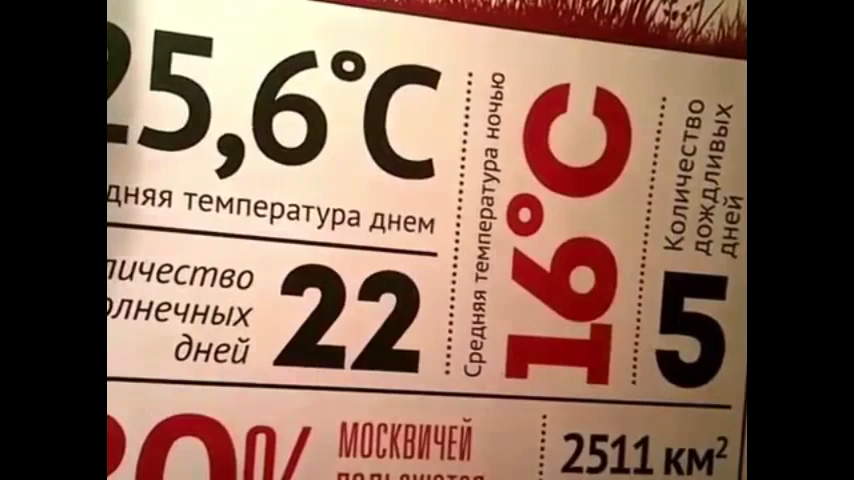 25,6°C
дняя температура днем
личество
олнечных
дней
22
Средняя температура ночью
16°C
Количество
дождливых
дней
5
МОСКВИЧЕЙ
2511 км²